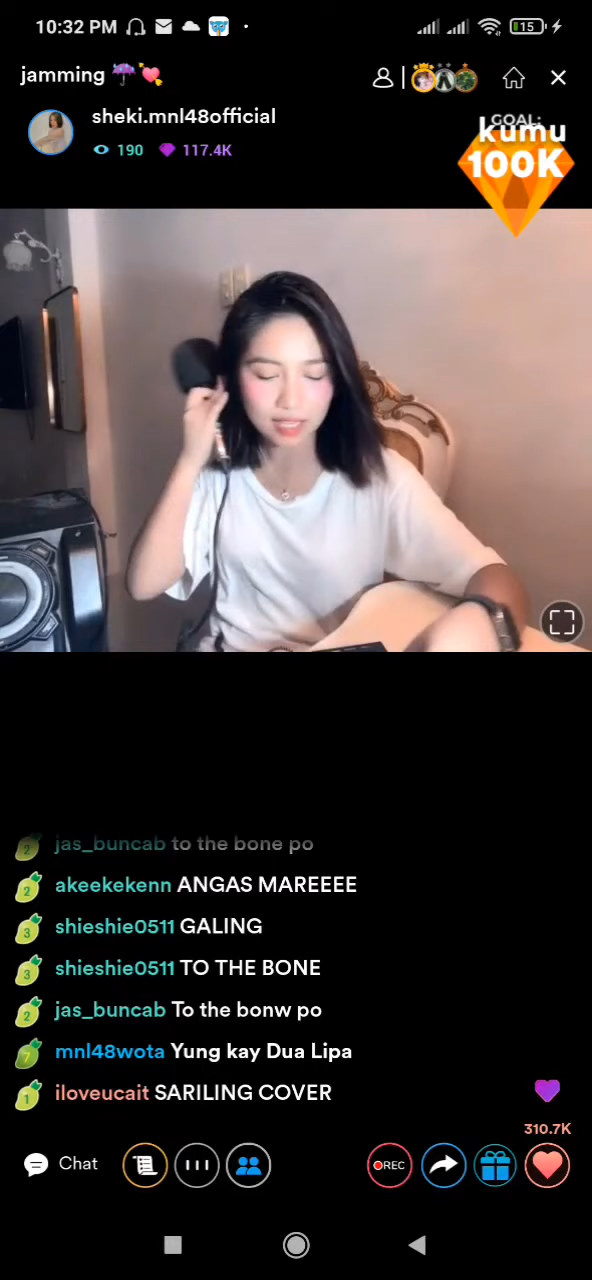 10:32 PM
15
jamming
sheki.mnl48official
190 117.4K
GOAL:
kumu
100K
2 jas_buncab to the bone po
2 akeekekenn ANGAS MAREEEE
3 shieshie0511 GALING
3 shieshie0511 TO THE BONE
2 jas_buncab To the bonw po
7 mnl48wota Yung kay Dua Lipa
1 iloveucait SARILING COVER
310.7K
Chat
REC